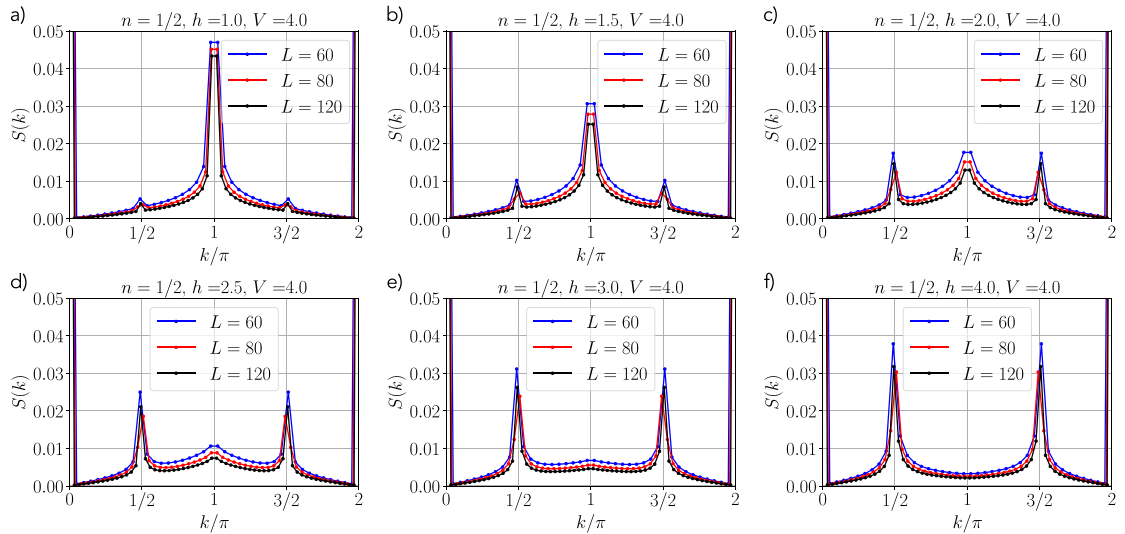 a)
n = 1/2, h =1.0, V =4.0
0.05
0.04
0.03
0.02
0.01
0.00
S(k)
L = 60
L = 80
L = 120
0
1/2
1
3/2
2
k/π
b)
n = 1/2, h =1.5, V =4.0
0.05
0.04
0.03
0.02
0.01
0.00
S(k)
L = 60
L = 80
L = 120
0
1/2
1
3/2
2
k/π
c)
n = 1/2, h =2.0, V =4.0
0.05
0.04
0.03
0.02
0.01
0.00
S(k)
L = 60
L = 80
L = 120
0
1/2
1
3/2
2
k/π
d)
n = 1/2, h =2.5, V =4.0
0.05
0.04
0.03
0.02
0.01
0.00
S(k)
L = 60
L = 80
L = 120
0
1/2
1
3/2
2
k/π
e)
n = 1/2, h =3.0, V =4.0
0.05
0.04
0.03
0.02
0.01
0.00
S(k)
L = 60
L = 80
L = 120
0
1/2
1
3/2
2
k/π
f)
n = 1/2, h =4.0, V =4.0
0.05
0.04
0.03
0.02
0.01
0.00
S(k)
L = 60
L = 80
L = 120
0
1/2
1
3/2
2
k/π